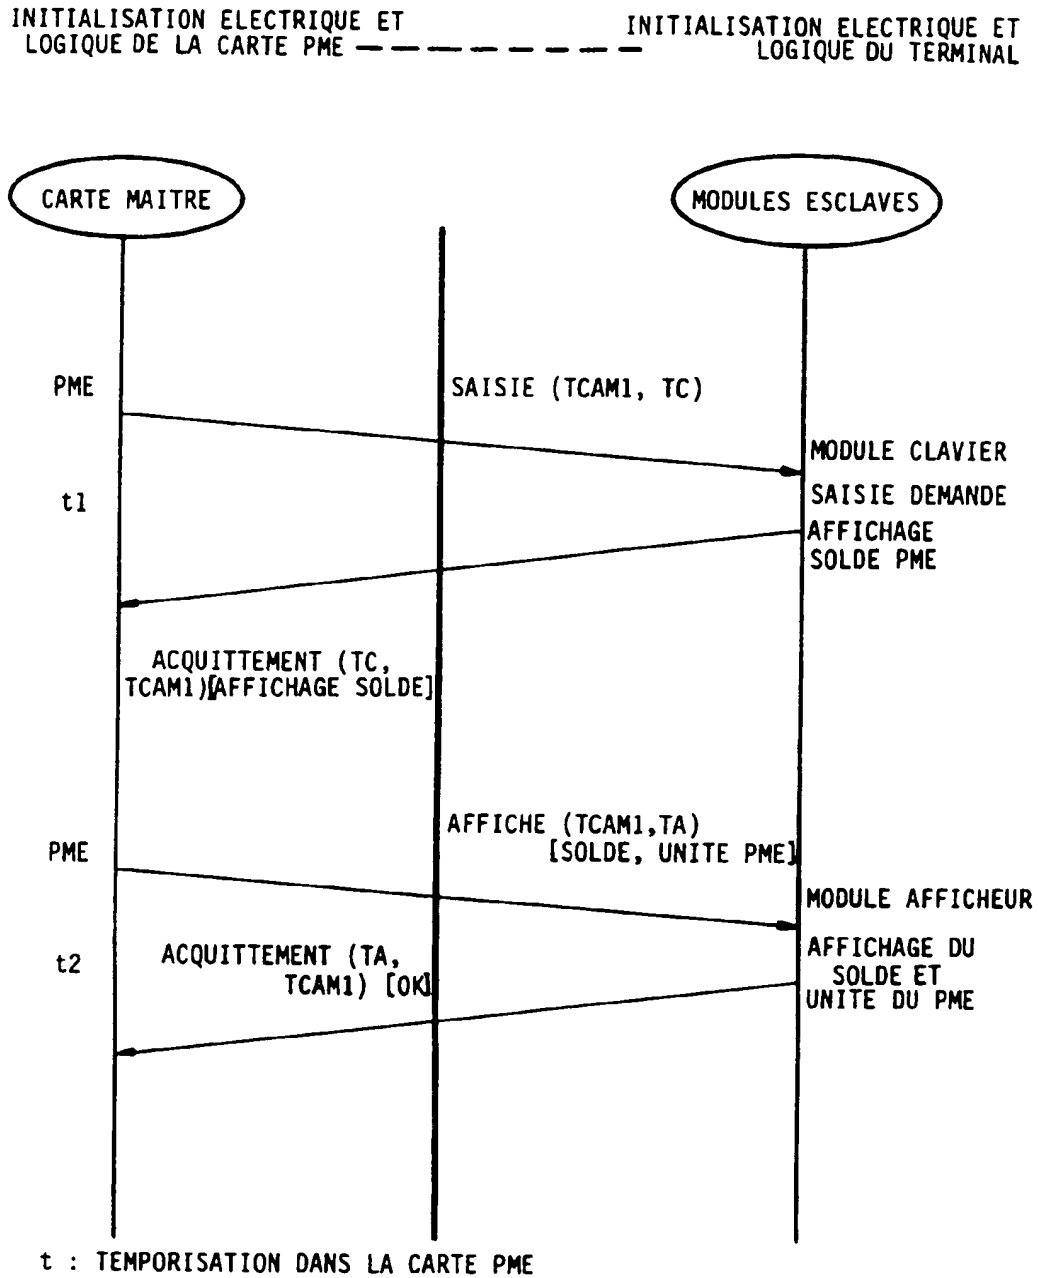 INITIALISATION ELECTRIQUE ET
LOGIQUE DE LA CARTE PME
INITIALISATION ELECTRIQUE ET
LOGIQUE DU TERMINAL
CARTE MAITRE
MODULES ESCLAVES
PME
SAISIE (TCAM1, TC)
MODULE CLAVIER
t1
SAISIE DEMANDE
AFFICHAGE
SOLDE PME
ACQUITTEMENT (TC,
TCAM1)[AFFICHAGE SOLDE]
AFFICHE (TCAM1,TA)
[SOLDE, UNITE PME]
PME
MODULE AFFICHEUR
t2
ACQUITTEMENT (TA,
TCAM1) [OK]
AFFICHAGE DU
SOLDE ET
UNITE DU PME
t : TEMPORISATION DANS LA CARTE PME